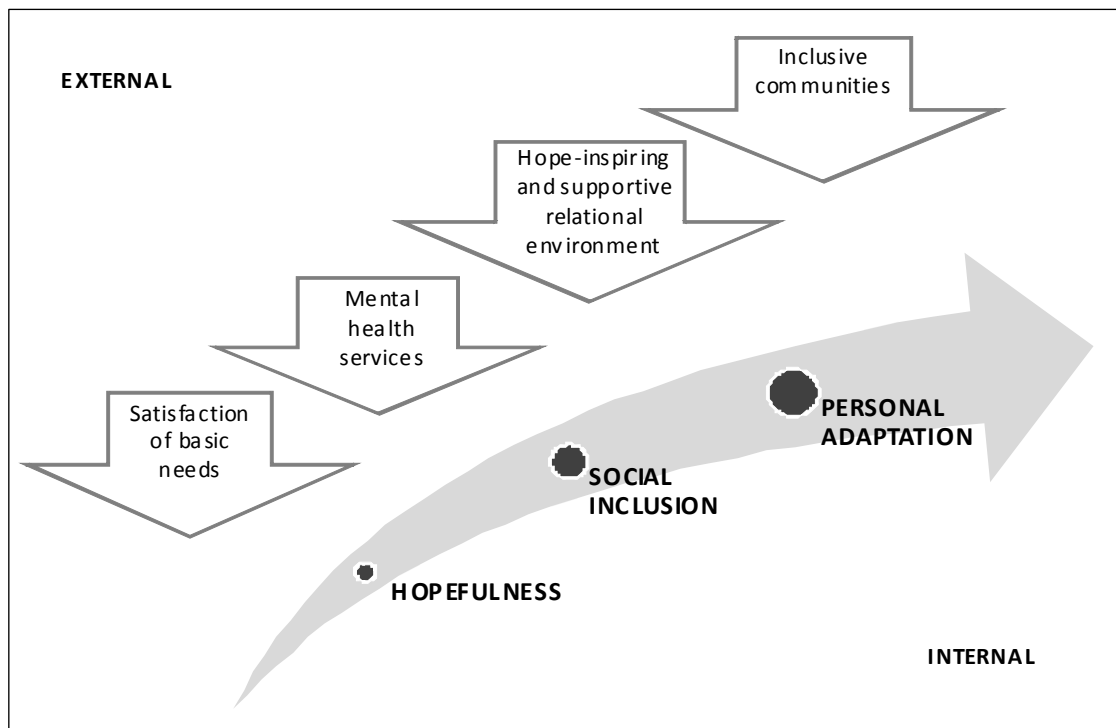 EXTERNAL
Inclusive
communities
Hope-inspiring
and supportive
relational
environment
Mental
health
services
Satisfaction
of basic
needs
PERSONAL
ADAPTATION
SOCIAL
INCLUSION
HOPEFULNESS
INTERNAL